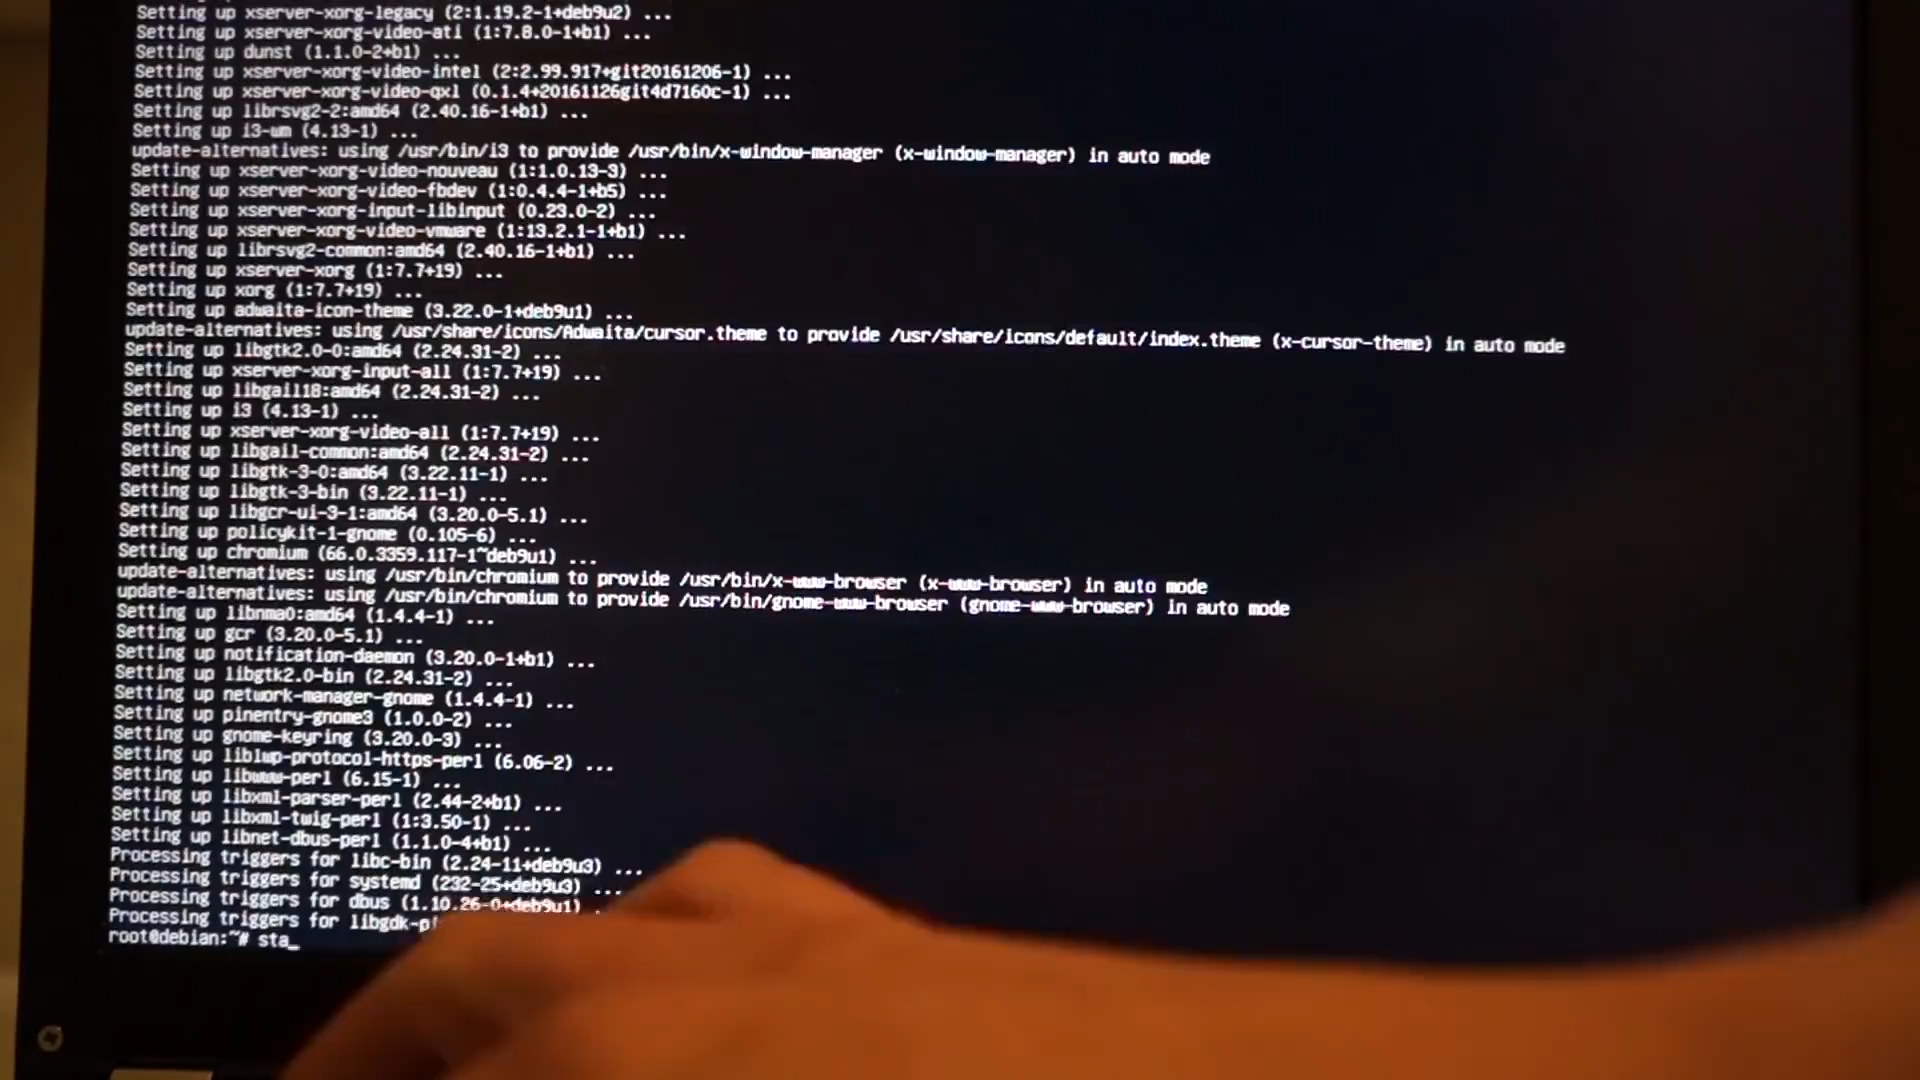 Setting up xserver-xorg-legacy (2:1.19.2-1+deb9u2) ...
Setting up xserver-xorg-video-ati (1:7.8.0-1+b1) ...
Setting up dunst (1.1.0-2+b1) ...
Setting up xserver-xorg-video-intel (2:2.99.917+git20161206-1) ...
Setting up xserver-xorg-video-qxl (0.1.4+20161126git4d7160c-1) ...
Setting up librsvg2-2:amd64 (2.40.16-1+b1) ...
Setting up i3-wm (4.13-1) ...
update-alternatives: using /usr/bin/i3 to provide /usr/bin/x-window-manager (x-window-manager) in auto mode
Setting up xserver-xorg-video-nouveau (1:1.0.13-3) ...
Setting up xserver-xorg-video-fbdev (1:0.4.4-1+b5) ...
Setting up xserver-xorg-input-libinput (0.23.0-2) ...
Setting up xserver-xorg-video-vmware (1:13.2.1-1+b1) ...
Setting up librsvg2-common:amd64 (2.40.16-1+b1) ...
Setting up xserver-xorg (1:7.7+19) ...
Setting up xorg (1:7.7+19) ...
Setting up adwaita-icon-theme (3.22.0-1+deb9u1) ...
update-alternatives: using /usr/share/icons/Adwaita/cursor.theme to provide /usr/share/icons/default/index.theme (x-cursor-theme) in auto mode
Setting up libgtk2.0-0:amd64 (2.24.31-2) ...
Setting up xserver-xorg-input-all (1:7.7+19) ...
Setting up libgail18:amd64 (2.24.31-2) ...
Setting up i3 (4.13-1) ...
Setting up xserver-xorg-video-all (1:7.7+19) ...
Setting up libgail-common:amd64 (2.24.31-2) ...
Setting up libgtk-3-0:amd64 (3.22.11-1) ...
Setting up libgtk-3-bin (3.22.11-1) ...
Setting up libgcr-ui-3-1:amd64 (3.20.0-5.1) ...
Setting up policykit-1-gnome (0.105-6) ...
Setting up chromium (66.0.3359.117-1~deb9u1) ...
update-alternatives: using /usr/bin/chromium to provide /usr/bin/x-www-browser (x-www-browser) in auto mode
update-alternatives: using /usr/bin/chromium to provide /usr/bin/gnome-www-browser (gnome-www-browser) in auto mode
Setting up libnma0:amd64 (1.4.4-1) ...
Setting up gcr (3.20.0-5.1) ...
Setting up notification-daemon (3.20.0-1+b1) ...
Setting up libgtk2.0-bin (2.24.31-2) ...
Setting up network-manager-gnome (1.4.4-1) ...
Setting up pinentry-gnome3 (1.0.0-2) ...
Setting up gnome-keyring (3.20.0-3) ...
Setting up liblwp-protocol-https-perl (6.06-2) ...
Setting up libwww-perl (6.15-1) ...
Setting up libxml-parser-perl (2.44-2+b1) ...
Setting up libxml-twig-perl (1:3.50-1) ...
Setting up libnet-dbus-perl (1.1.0-4+b1) ...
Processing triggers for libc-bin (2.24-11+deb9u3) ...
Processing triggers for systemd (232-25+deb9u3) ...
Processing triggers for dbus (1.10.26-0+deb9u1) .
Processing triggers for
root@debian:~# sta_